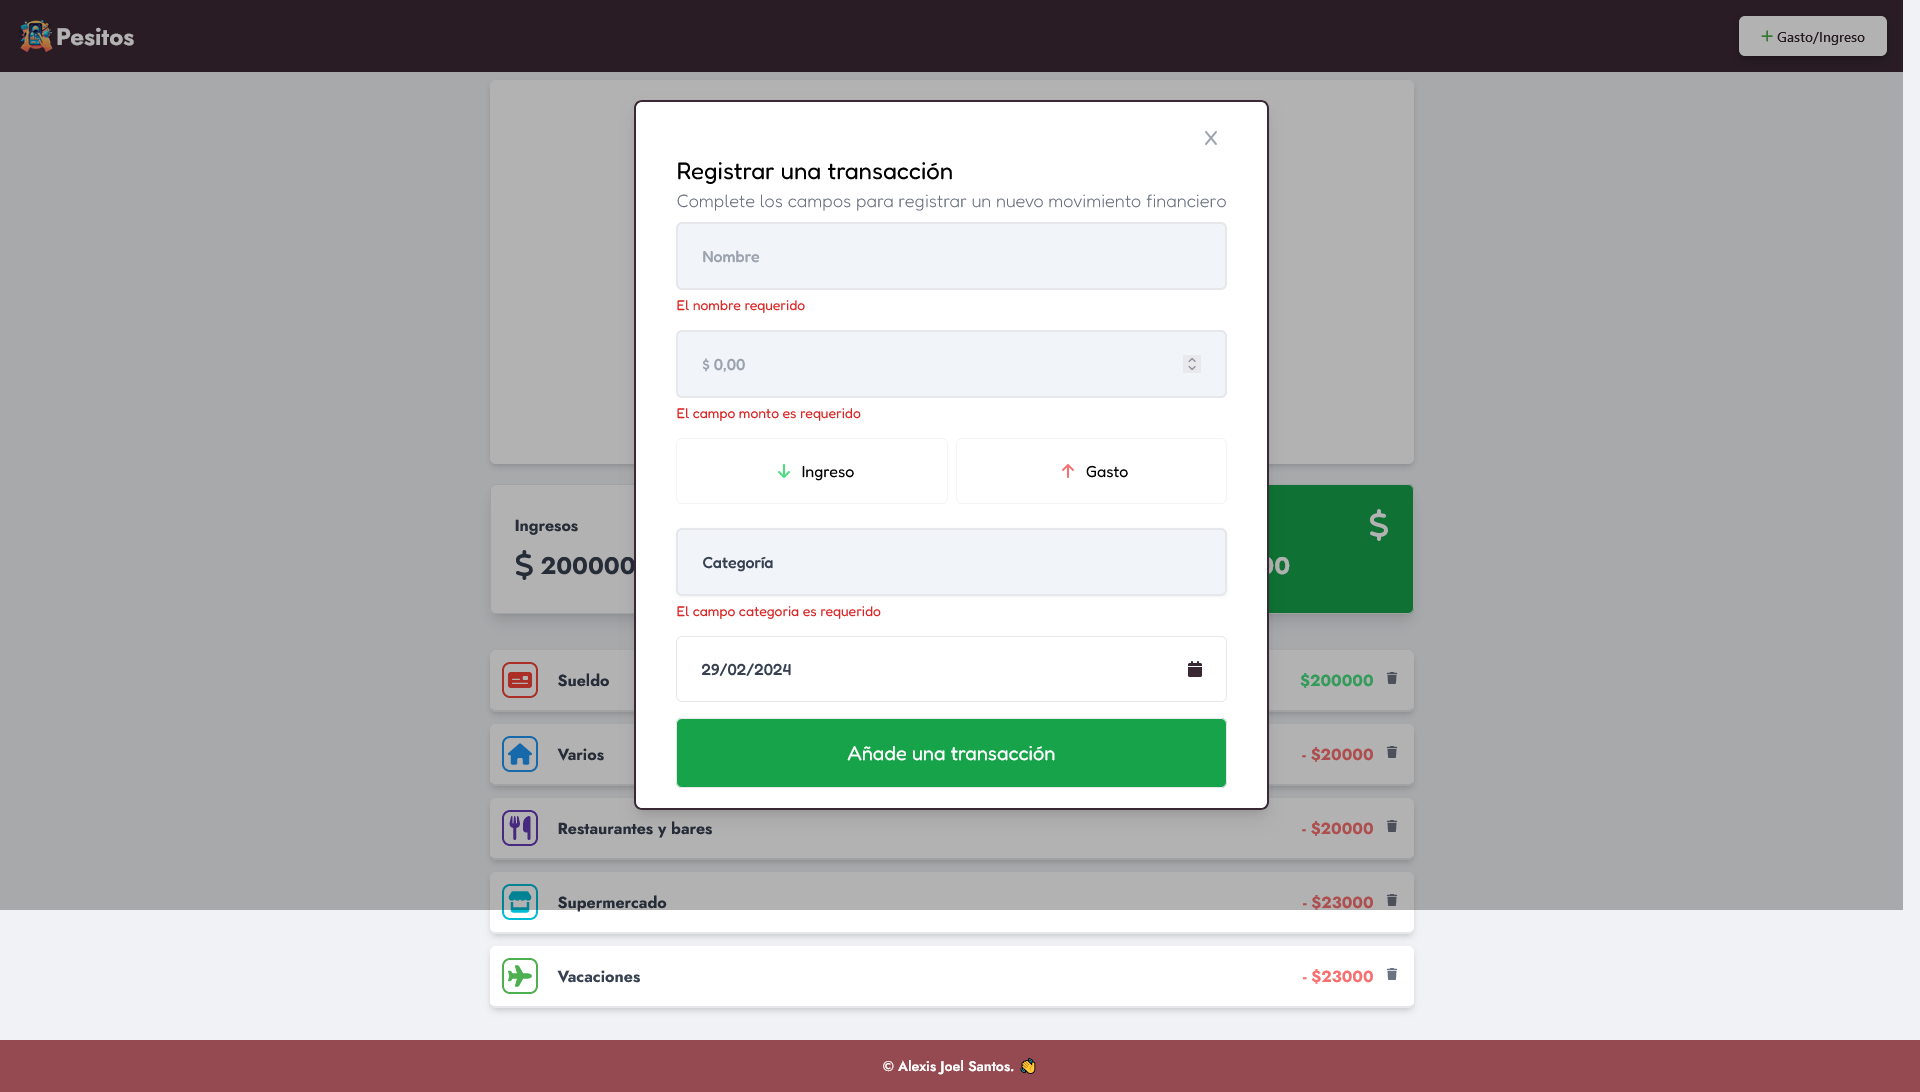 Pesitos
+ Gasto/Ingreso
X
Registrar una transacción
Complete los campos para registrar un nuevo movimiento financiero
Nombre
El nombre requerido
$ 0,00
El campo monto es requerido
Ingreso
Gasto
Categoría
El campo categoria es requerido
29/02/2024
Añade una transacción
Ingresos
$ 200000
$
00
Sueldo $200000
Varios - $20000
Restaurantes y bares - $20000
Supermercado - $23000
Vacaciones - $23000
© Alexis Joel Santos. 👏